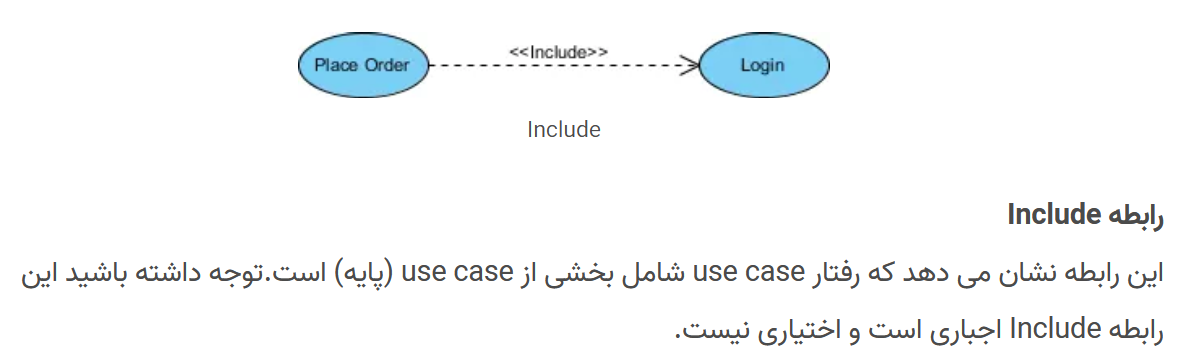 <<Include>>
Place Order
Login
Include
رابطه Include
این رابطه نشان می دهد که رفتار use case شامل بخشی از use case (پایه) است.توجه داشته باشید این
رابطه Include اجباری است و اختیاری نیست.